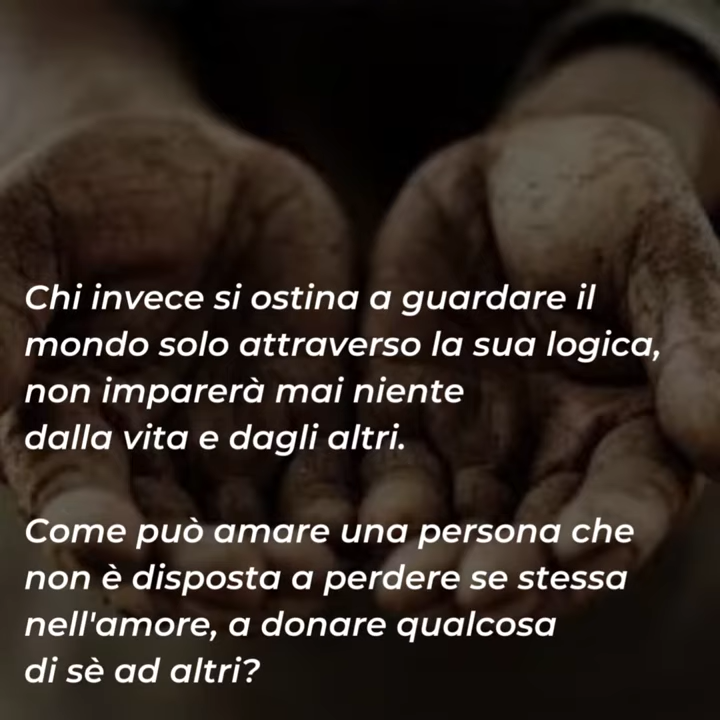 Chi invece si ostina a guardare il
mondo solo attraverso la sua logica,
non imparerà mai niente
dalla vita e dagli altri.
Come può amare una persona che
non è disposta a perdere se stessa
nell'amore, a donare qualcosa
di sè ad altri?